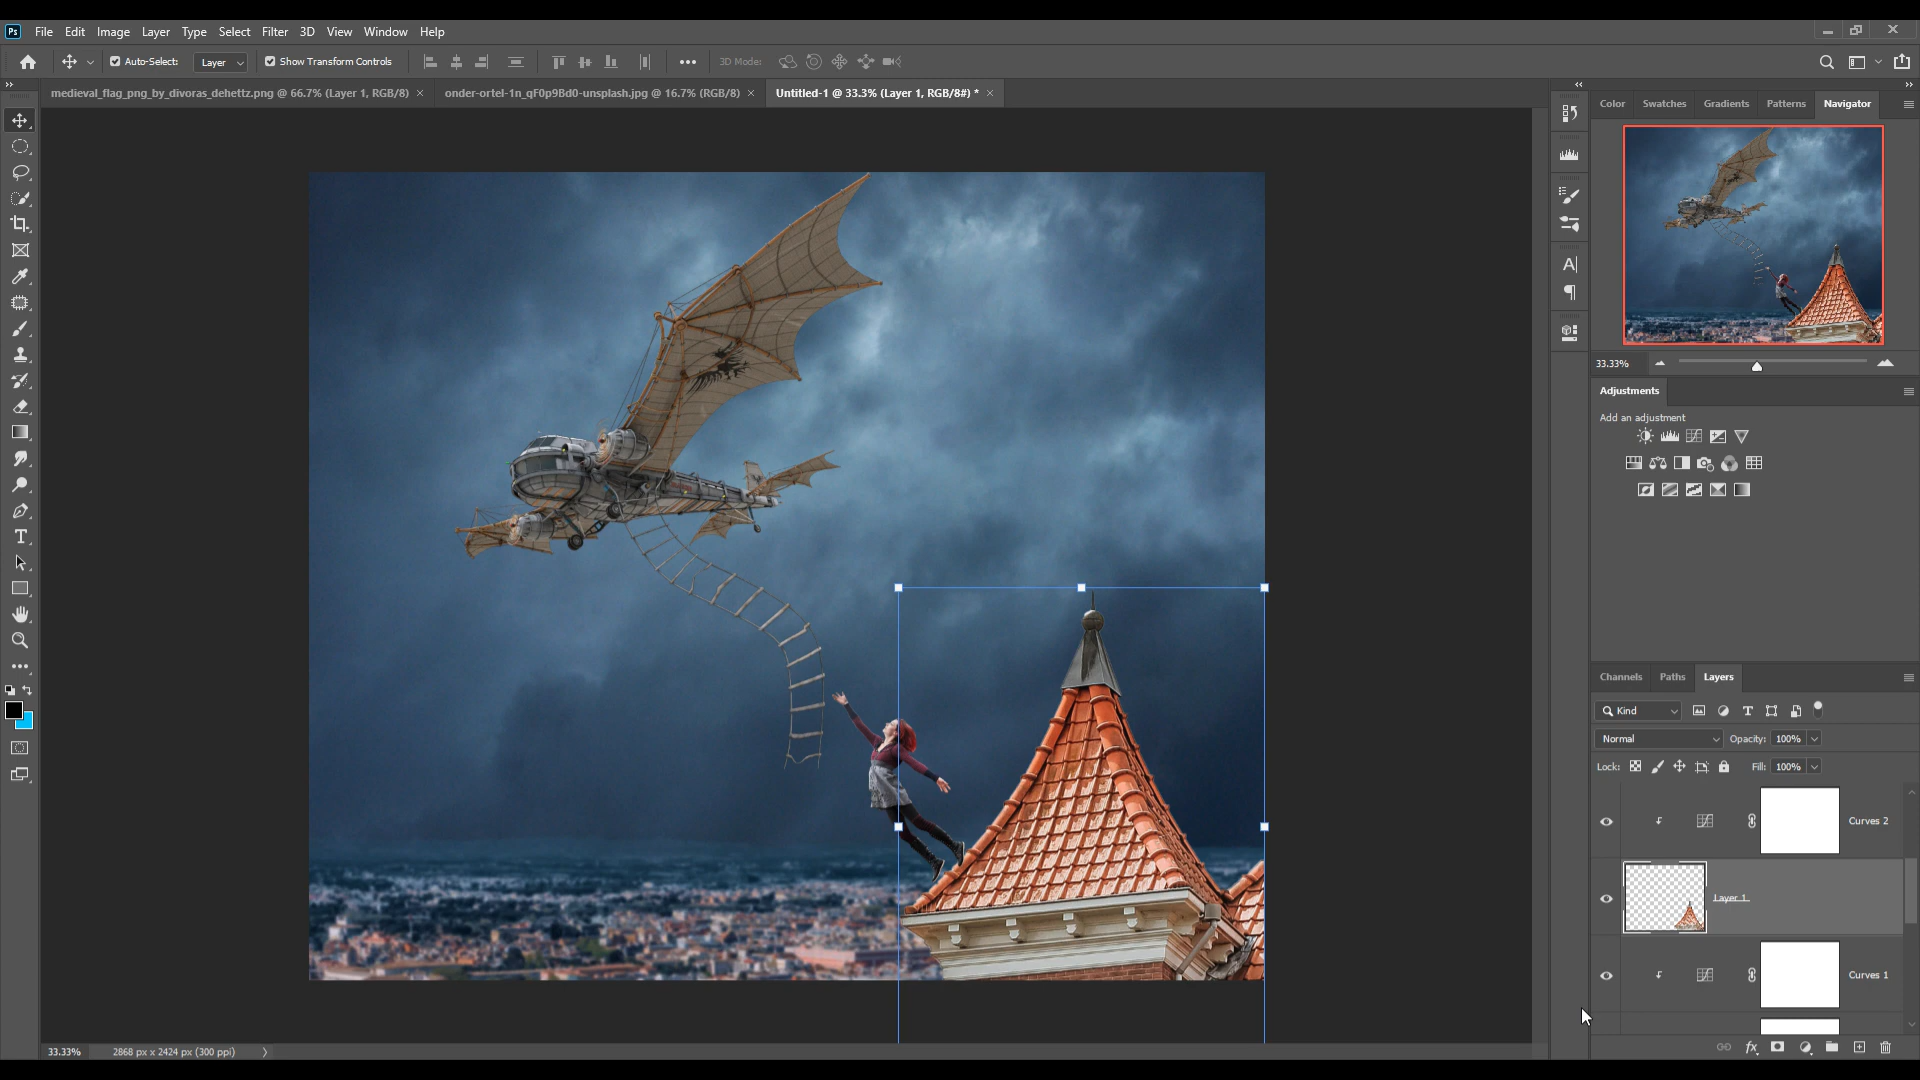 Ps File Edit Image Layer Type Select Filter 3D View Window Help
Auto-Select: Layer Show Transform Controls 3D Mode:
medieval_flag_png_by_divoras_dehettz.png @ 66.7% (Layer 1, RGB/8) × onder-ortel-1n_qF0p9Bd0-unsplash.jpg @ 16.7% (RGB/8) × Untitled-1 @ 33.3% (Layer 1, RGB/8#) * ×
Color Swatches Gradients Patterns Navigator
33.33%
Adjustments
Add an adjustment
Channels Paths Layers
Kind
Normal Opacity: 100%
Lock: Fill: 100%
Curves 2
Layer 1
Curves 1
33.33% 2868 px x 2424 px (300 ppi)